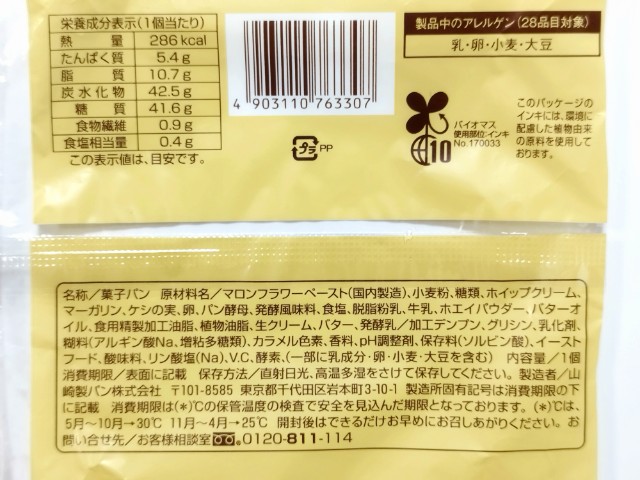 栄養成分表示(1個当たり)
熱量 286kcal
たんぱく質 5.4g
脂質 10.7g
炭水化物 42.5g
糖質 41.6g
食物繊維 0.9g
食塩相当量 0.4g
この表示値は、目安です。
4 903110 763307
プラ PP
製品中のアレルゲン(28品目対象)
乳・卵・小麦・大豆
バイオマス
使用部位:インキ
No.170033
10
このパッケージの
インキには、環境に
配慮した植物由来
の原料を使用して
おります。
名称/菓子パン 原材料名/マロンフラワーペースト(国内製造)、小麦粉、糖類、ホイップクリーム、
マーガリン、ケシの実、卵、パン酵母、発酵風味料、食塩、脱脂粉乳、牛乳、ホエイパウダー、バターオ
イル、食用精製加工油脂、植物油脂、生クリーム、バター、発酵乳/加工デンプン、グリシン、乳化剤、
糊料(アルギン酸Na、増粘多糖類)、カラメル色素、香料、pH調整剤、保存料(ソルビン酸)、イースト
フード、酸味料、リン酸塩(Na)、V.C、酵素、(一部に乳成分・卵・小麦・大豆を含む) 内容量/1個
消費期限/表面に記載 保存方法/直射日光、高温多湿をさけて保存してください。製造者/山
崎製パン株式会社 〒101-8585 東京都千代田区岩本町3-10-1 製造所固有記号は消費期限の下
に記載 消費期限は(*)℃の保管温度の検査で安全を見込んだ期限となっております。(*)℃は、
5月〜10月→30℃ 11月〜4月→25℃ 開封後はできるだけお早めにお召しあがりください。お
問い合せ先/お客様相談室 0120-811-114